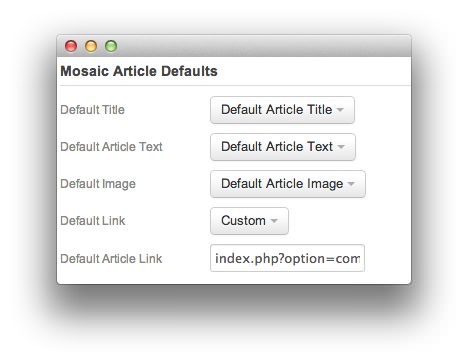 Mosaic Article Defaults
Default Title Default Article Title
Default Article Text Default Article Text
Default Image Default Article Image
Default Link Custom
Default Article Link index.php?option=com